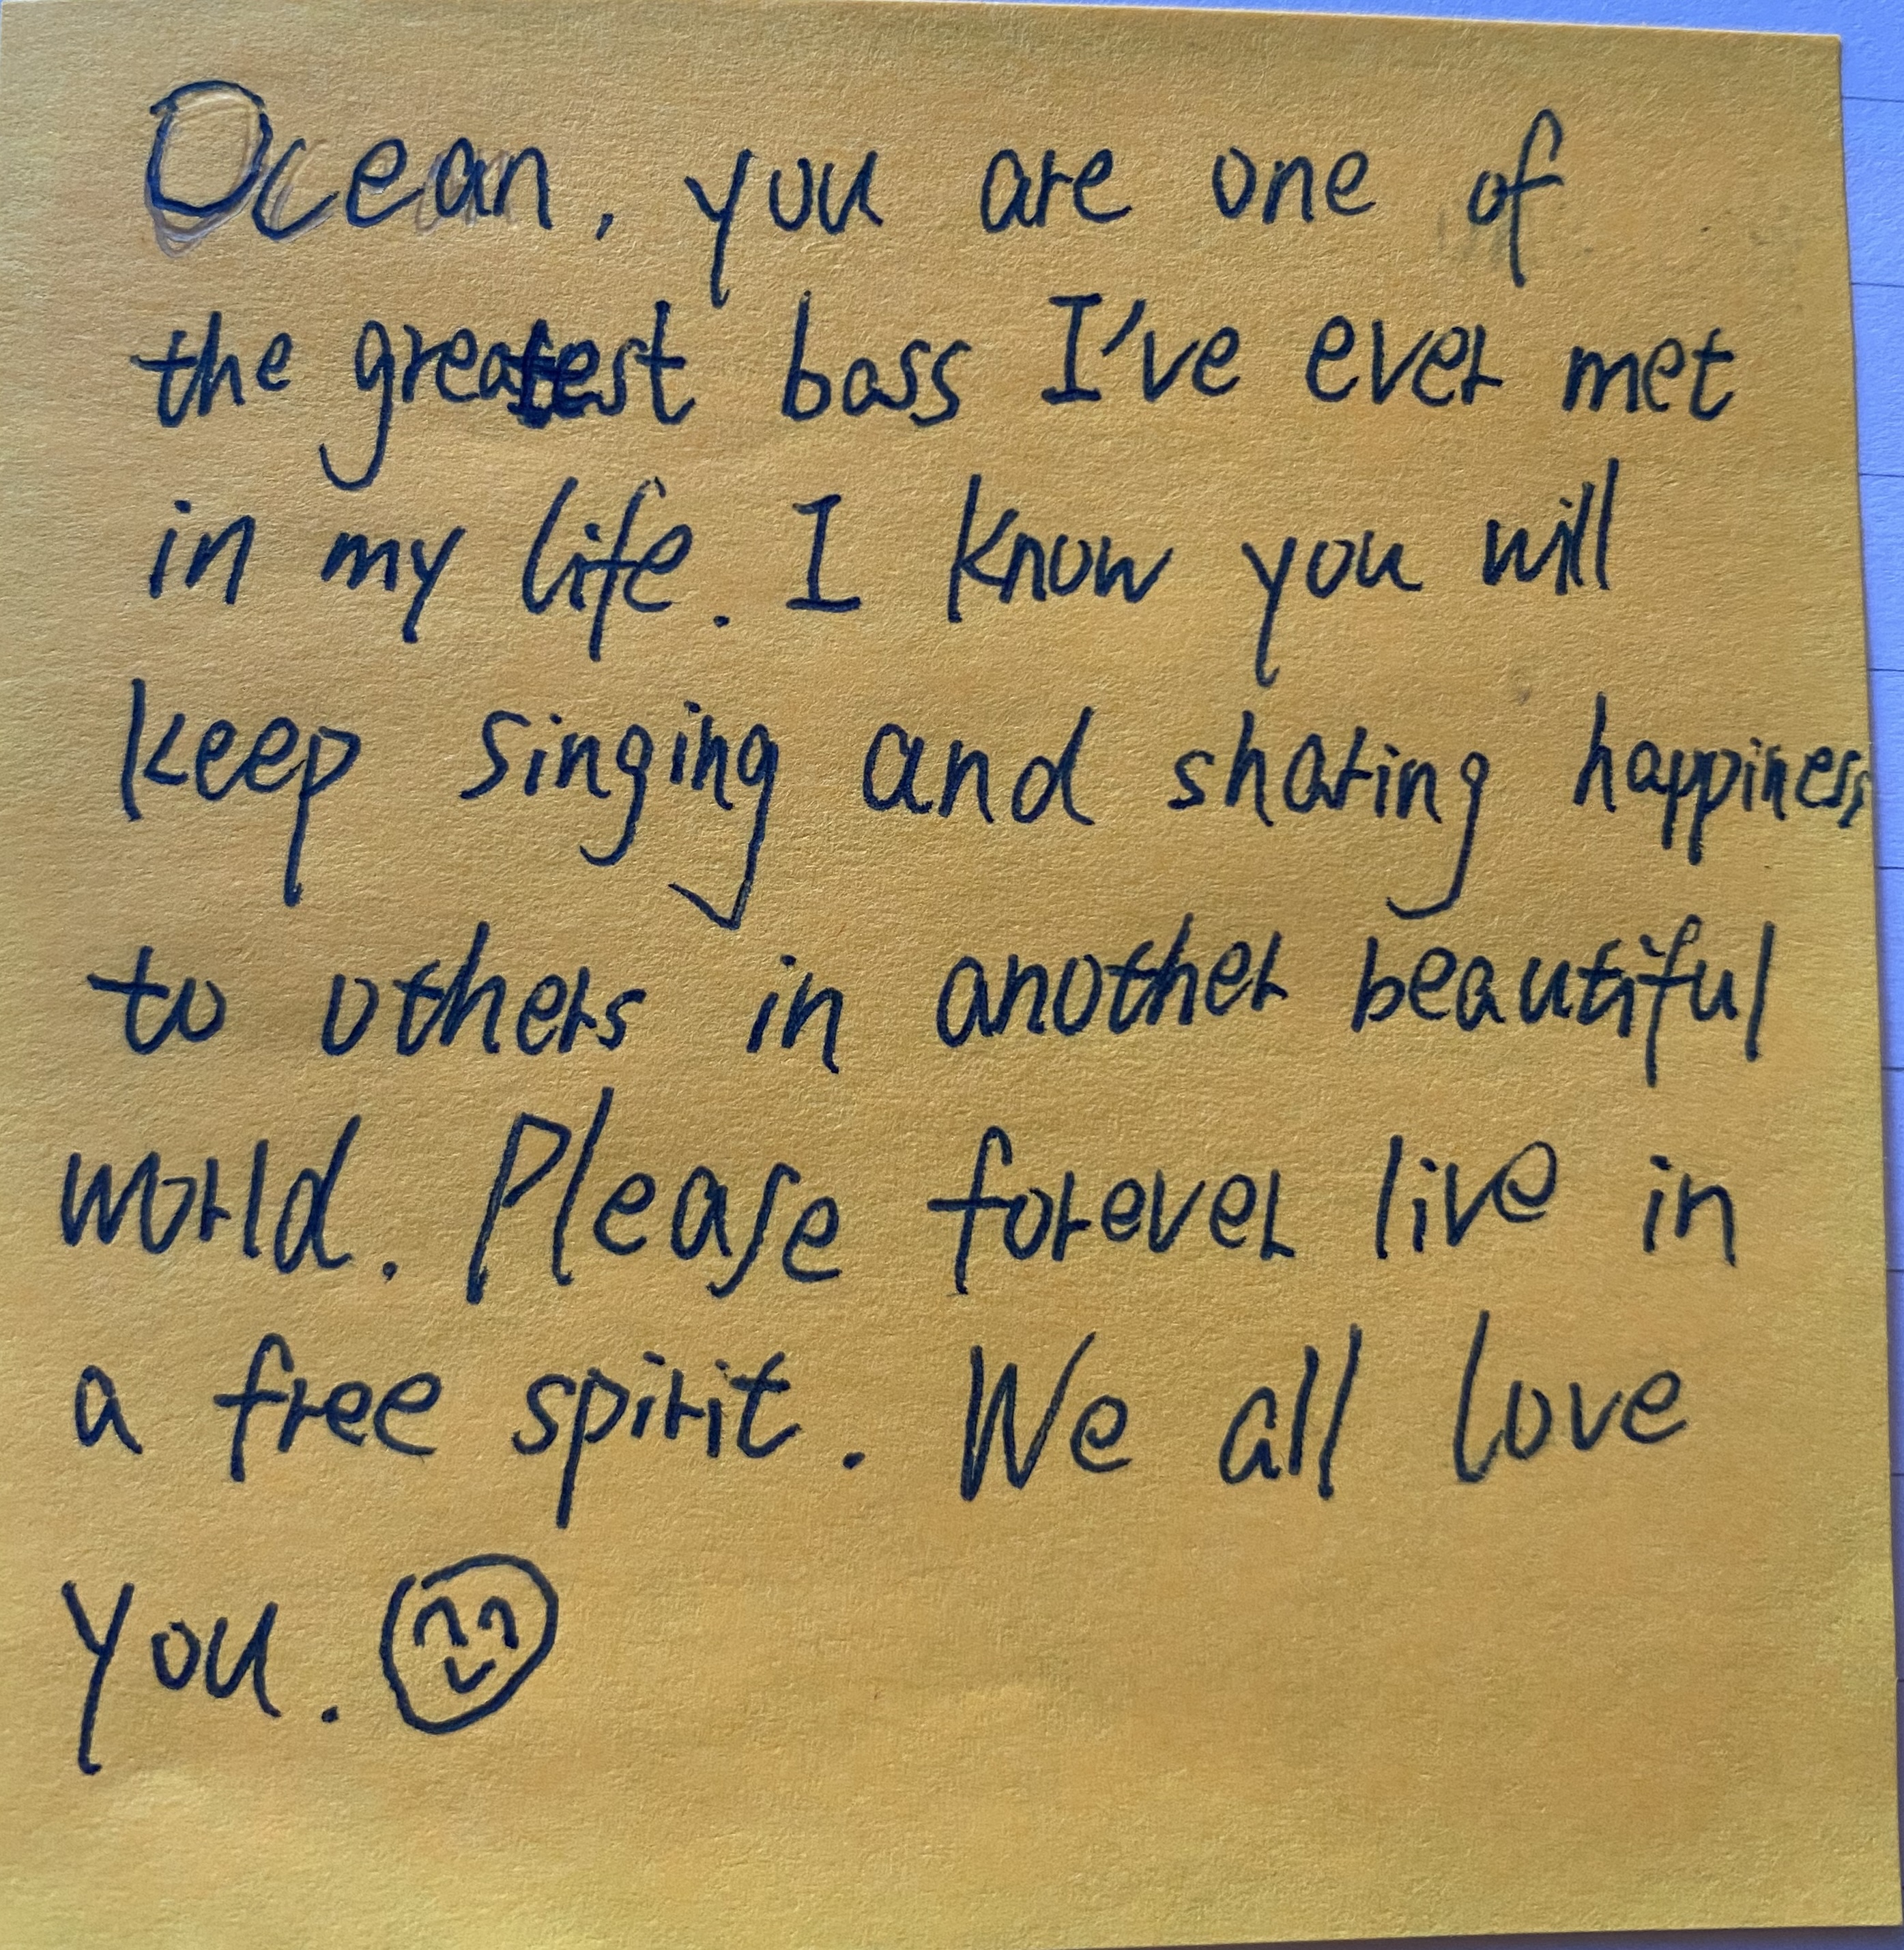 Ocean, you are one of
the greatest bass I've ever met
in my life. I know you will
keep singing and sharing happiness
to others in another beautiful
world. Please forever live in
a free spirit. We all love
you.